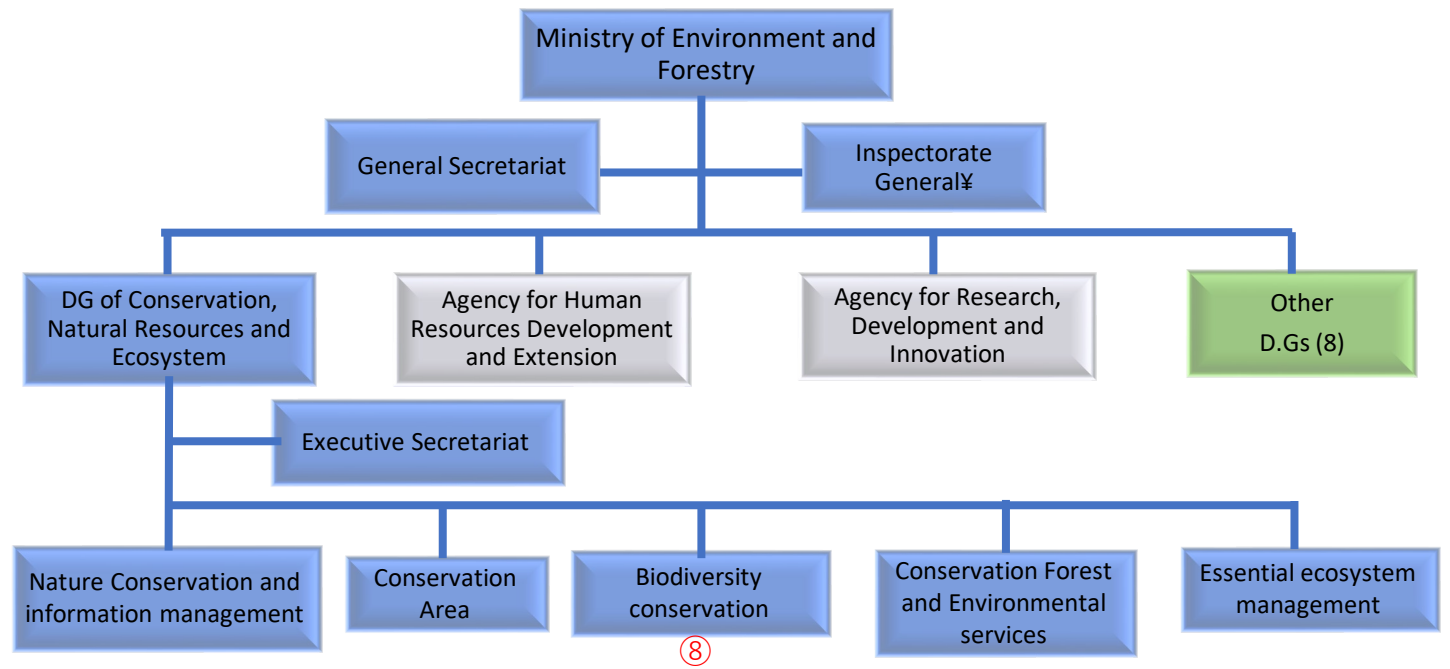 Ministry of Environment and
Forestry
General Secretariat
Inspectorate
General¥
DG of Conservation,
Natural Resources and
Ecosystem
Agency for Human
Resources Development
and Extension
Agency for Research,
Development and
Innovation
Other
D.Gs (8)
Executive Secretariat
Nature Conservation and
information management
Conservation
Area
Biodiversity
conservation
Conservation Forest
and Environmental
services
Essential ecosystem
management
⑧